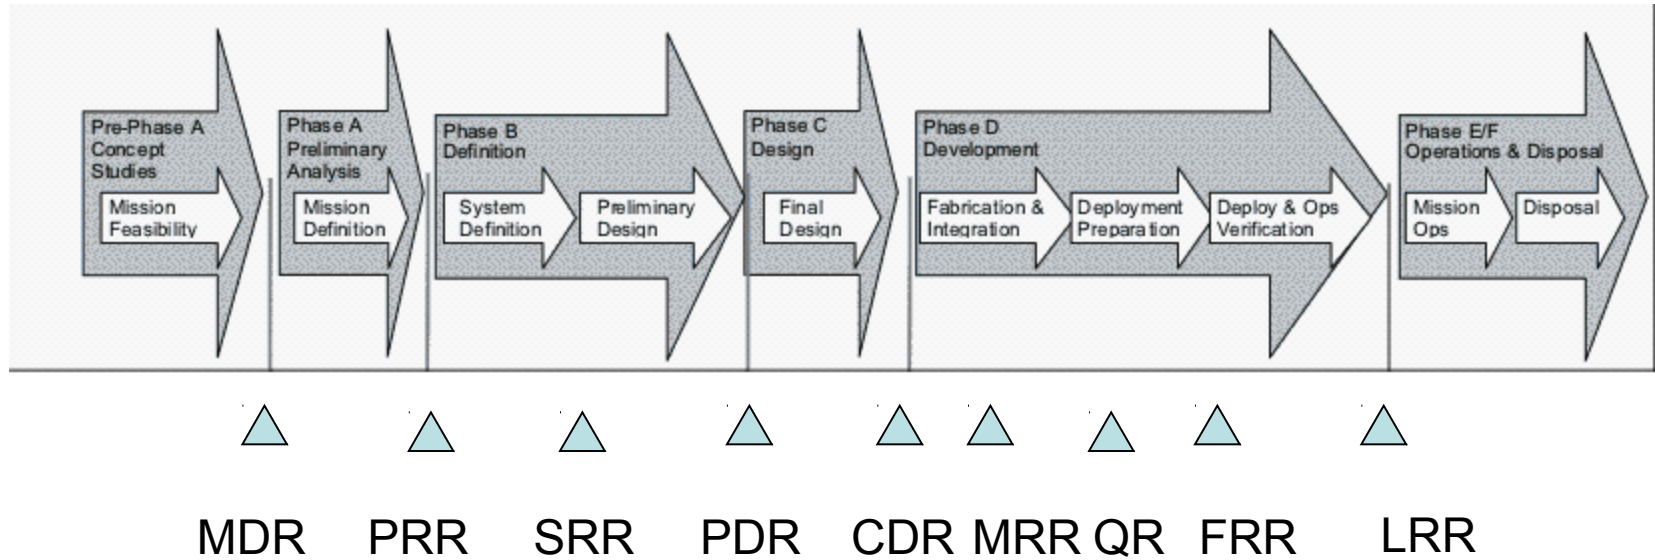 Pre-Phase A
Concept
Studies
Mission
Feasibility
Phase A
Preliminary
Analysis
Mission
Definition
Phase B
Definition
System
Definition
Preliminary
Design
Phase C
Design
Final
Design
Phase D
Development
Fabrication &
Integration
Deployment
Preparation
Deploy & Ops
Verification
Phase E/F
Operations & Disposal
Mission
Ops
Disposal
MDR PRR SRR PDR CDR MRR QR FRR LRR